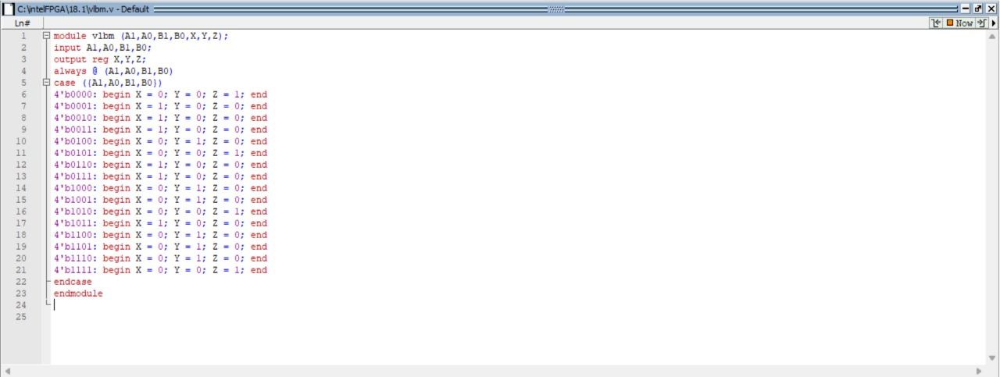 C:\intelFPGA\18.1\vlbm.v - Default
Ln#
Now
1 module vlbm (A1,A0,B1,B0,X,Y,Z);
2 input A1,A0,B1,B0;
3 output reg X,Y,Z;
4 always @ (A1,A0,B1,B0)
5 case ({A1,A0,B1,B0})
6 4'b0000: begin X = 0; Y = 0; Z = 1; end
7 4'b0001: begin X = 1; Y = 0; Z = 0; end
8 4'b0010: begin X = 1; Y = 0; Z = 0; end
9 4'b0011: begin X = 1; Y = 0; Z = 0; end
10 4'b0100: begin X = 0; Y = 1; Z = 0; end
11 4'b0101: begin X = 0; Y = 0; Z = 1; end
12 4'b0110: begin X = 1; Y = 0; Z = 0; end
13 4'b0111: begin X = 1; Y = 0; Z = 0; end
14 4'b1000: begin X = 0; Y = 1; Z = 0; end
15 4'b1001: begin X = 0; Y = 1; Z = 0; end
16 4'b1010: begin X = 0; Y = 0; Z = 1; end
17 4'b1011: begin X = 1; Y = 0; Z = 0; end
18 4'b1100: begin X = 0; Y = 1; Z = 0; end
19 4'b1101: begin X = 0; Y = 1; Z = 0; end
20 4'b1110: begin X = 0; Y = 1; Z = 0; end
21 4'b1111: begin X = 0; Y = 0; Z = 1; end
22 endcase
23 endmodule
24
25